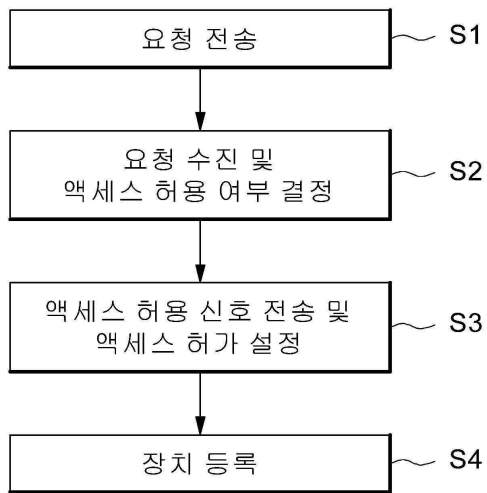 요청 전송
S1
요청 수진 및
액세스 허용 여부 결정
S2
액세스 허용 신호 전송 및
액세스 허가 설정
S3
장치 등록
S4